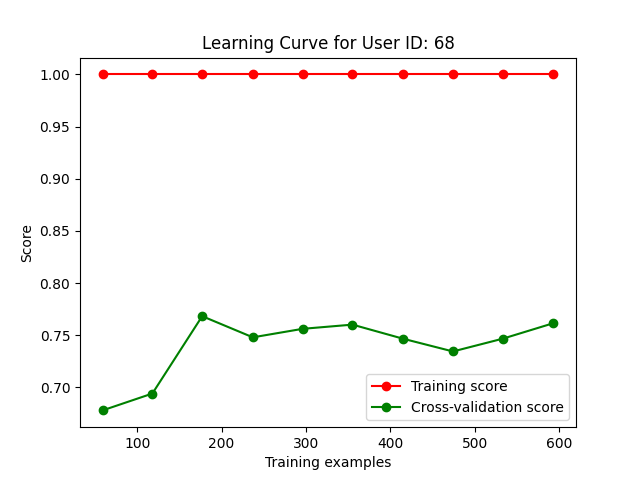 Learning Curve for User ID: 68
1.00
0.95
0.90
0.85
0.80
0.75
0.70
Score
100
200
300
400
500
600
Training examples
Training score
Cross-validation score